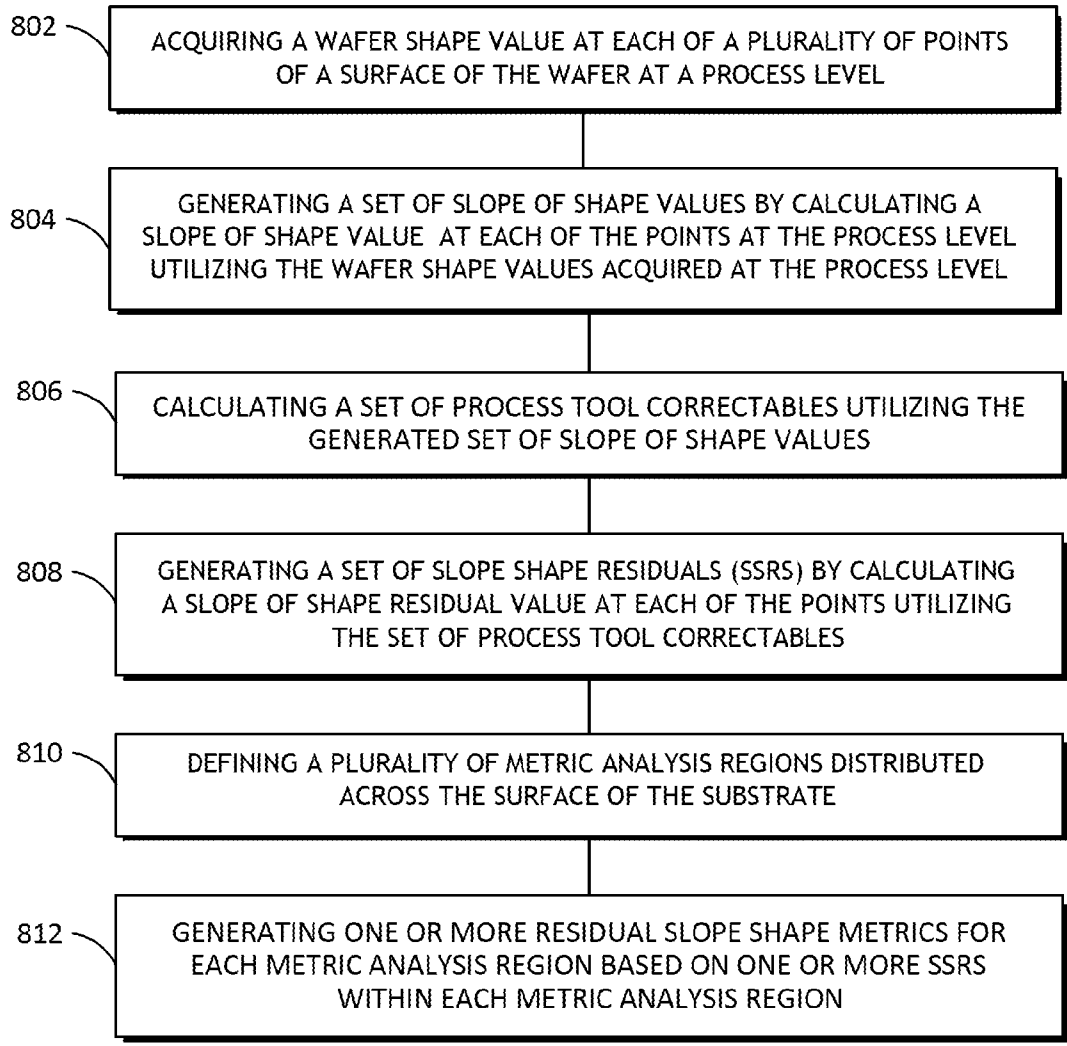 802
ACQUIRING A WAFER SHAPE VALUE AT EACH OF A PLURALITY OF POINTS
OF A SURFACE OF THE WAFER AT A PROCESS LEVEL
804
GENERATING A SET OF SLOPE OF SHAPE VALUES BY CALCULATING A
SLOPE OF SHAPE VALUE AT EACH OF THE POINTS AT THE PROCESS LEVEL
UTILIZING THE WAFER SHAPE VALUES ACQUIRED AT THE PROCESS LEVEL
806
CALCULATING A SET OF PROCESS TOOL CORRECTABLES UTILIZING THE
GENERATED SET OF SLOPE OF SHAPE VALUES
808
GENERATING A SET OF SLOPE SHAPE RESIDUALS (SSRS) BY CALCULATING
A SLOPE OF SHAPE RESIDUAL VALUE AT EACH OF THE POINTS UTILIZING
THE SET OF PROCESS TOOL CORRECTABLES
810
DEFINING A PLURALITY OF METRIC ANALYSIS REGIONS DISTRIBUTED
ACROSS THE SURFACE OF THE SUBSTRATE
812
GENERATING ONE OR MORE RESIDUAL SLOPE SHAPE METRICS FOR
EACH METRIC ANALYSIS REGION BASED ON ONE OR MORE SSRS
WITHIN EACH METRIC ANALYSIS REGION